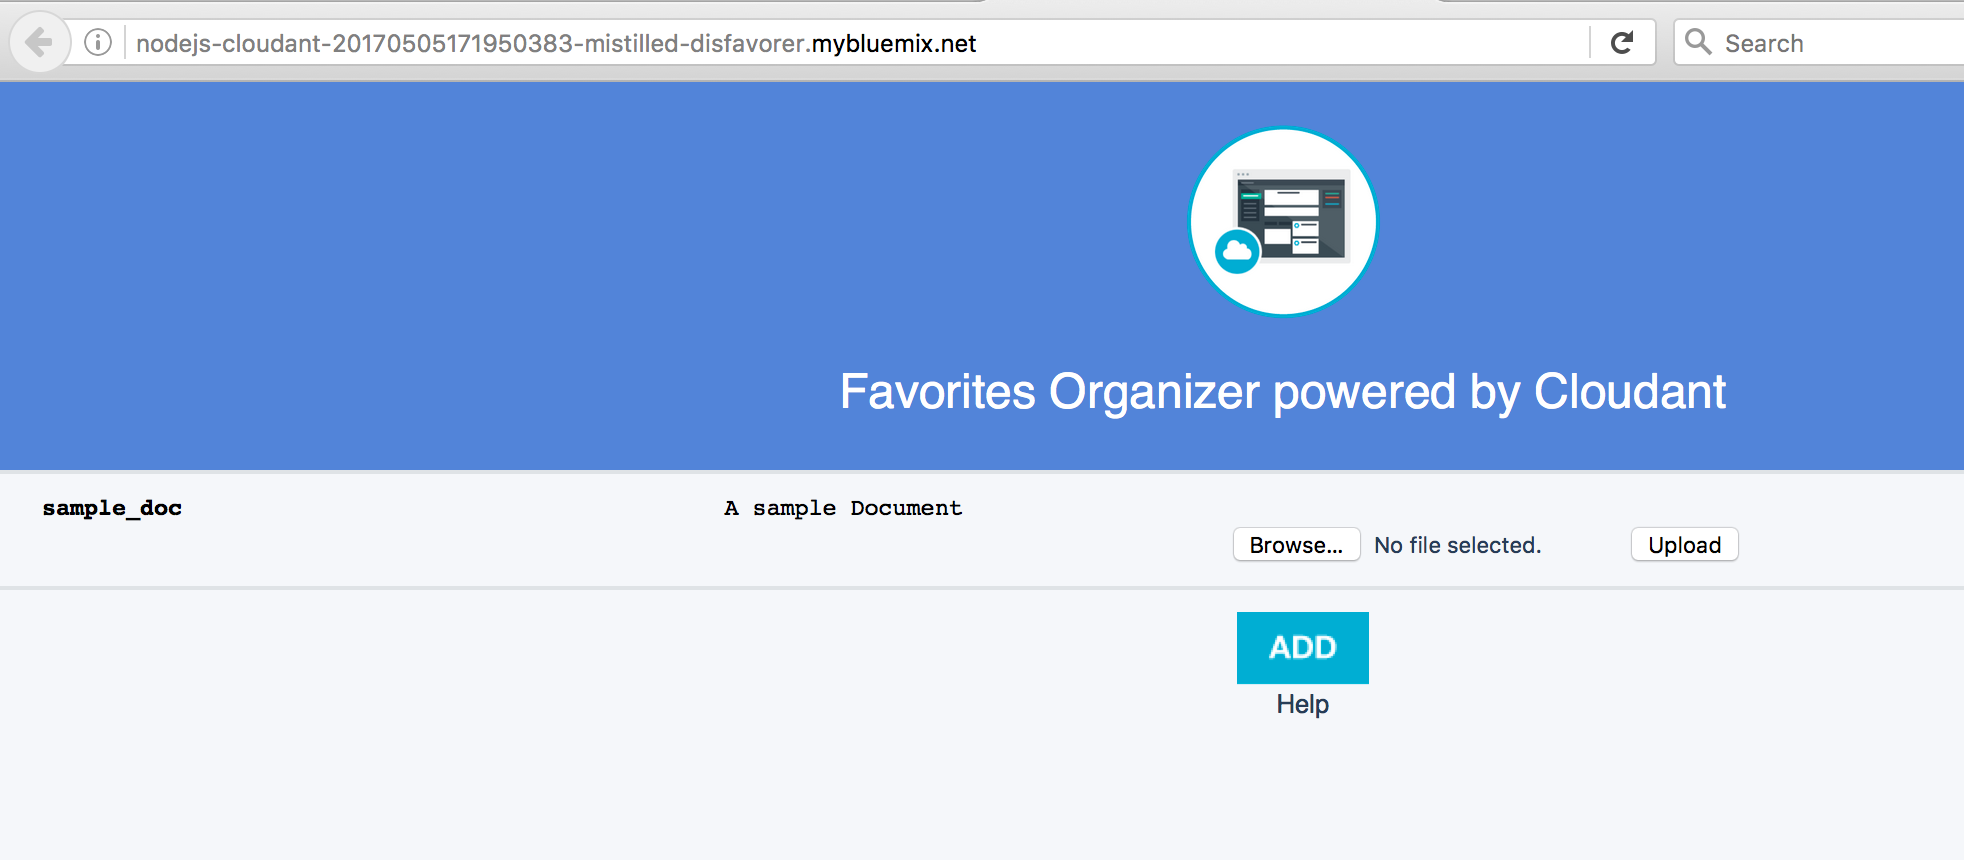 nodejs-cloudant-20170505171950383-mistilled-disfavorer.mybluemix.net
Search
Favorites Organizer powered by Cloudant
sample_doc
A sample Document
Browse... No file selected. Upload
ADD
Help